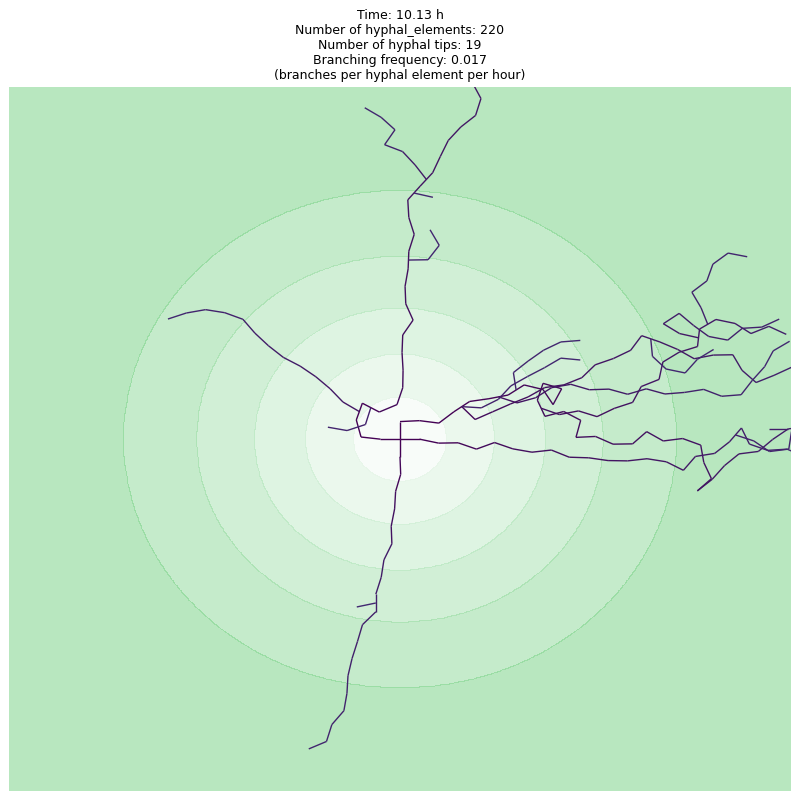 Time: 10.13 h
Number of hyphal_elements: 220
Number of hyphal tips: 19
Branching frequency: 0.017
(branches per hyphal element per hour)